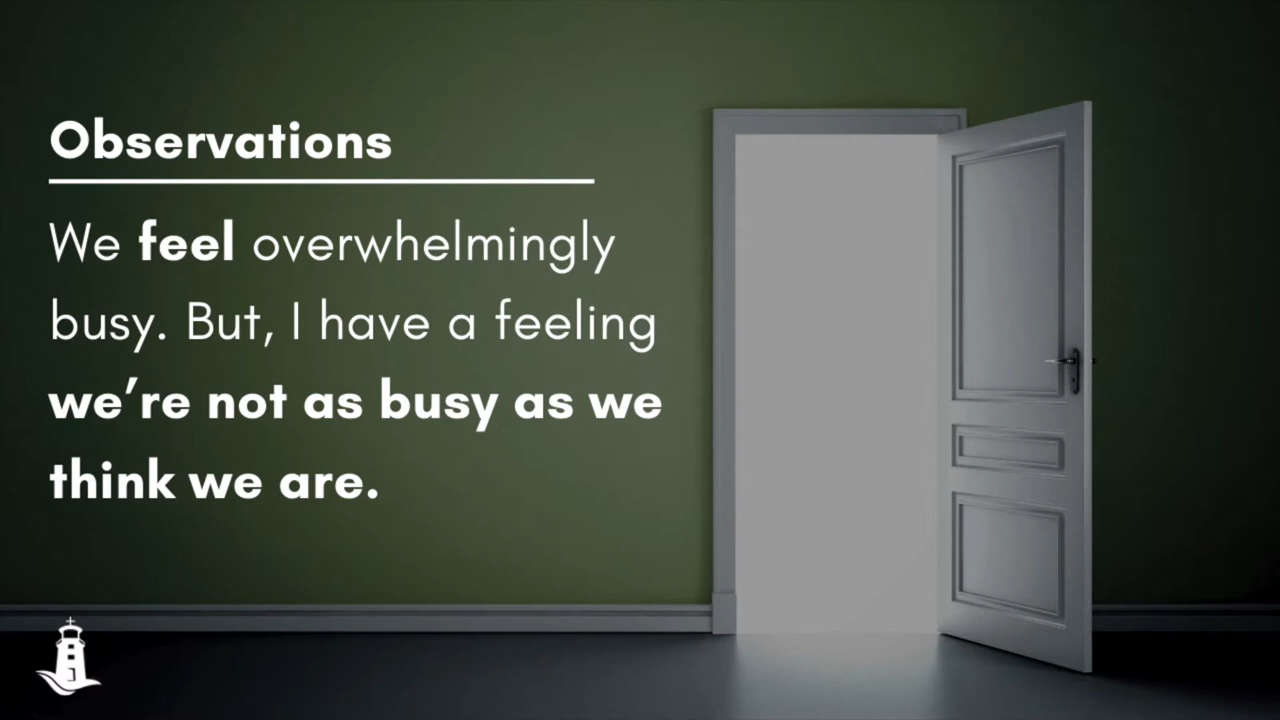 Observations
We feel overwhelmingly
busy. But, I have a feeling
we’re not as busy as we
think we are.